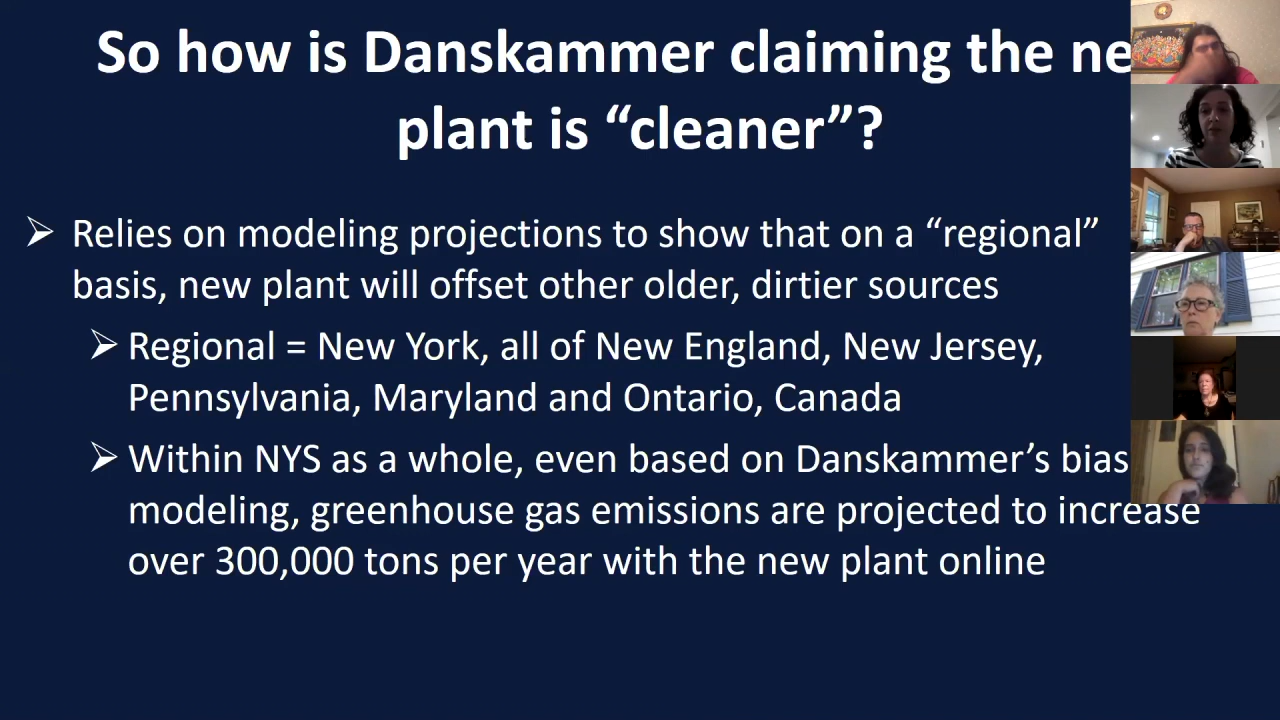 So how is Danskammer claiming the ne
plant is “cleaner”?
➢ Relies on modeling projections to show that on a “regional”
basis, new plant will offset other older, dirtier sources
➢ Regional = New York, all of New England, New Jersey,
Pennsylvania, Maryland and Ontario, Canada
➢ Within NYS as a whole, even based on Danskammer’s bias
modeling, greenhouse gas emissions are projected to increase
over 300,000 tons per year with the new plant online